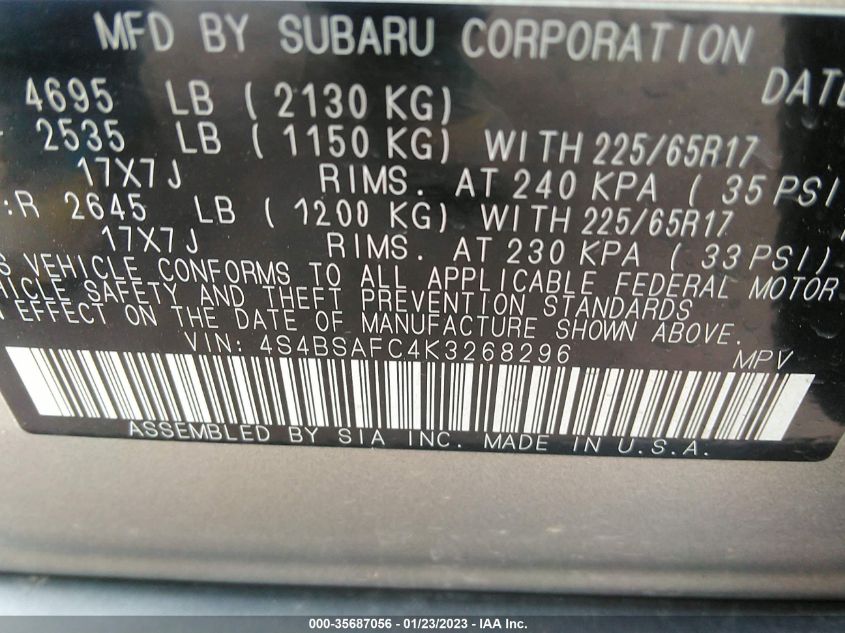 MFD BY SUBARU CORPORATION
4695 LB ( 2130 KG) DATE
2535 LB ( 1150 KG) WITH 225/65R17
17X7J RIMS. AT 240 KPA ( 35 PSI
:R 2645 LB ( 1200 KG) WITH 225/65R17
17X7J RIMS. AT 230 KPA ( 33 PSI)
S VEHICLE CONFORMS TO ALL APPLICABLE FEDERAL MOTOR
HICLE SAFETY AND THEFT PREVENTION STANDARDS
N EFFECT ON THE DATE OF MANUFACTURE SHOWN ABOVE.
VIN: 4S4BSAFC4K3268296 MPV
ASSEMBLED BY SIA INC. MADE IN U.S.A.
000-35687056 - 01/23/2023 - IAA Inc.